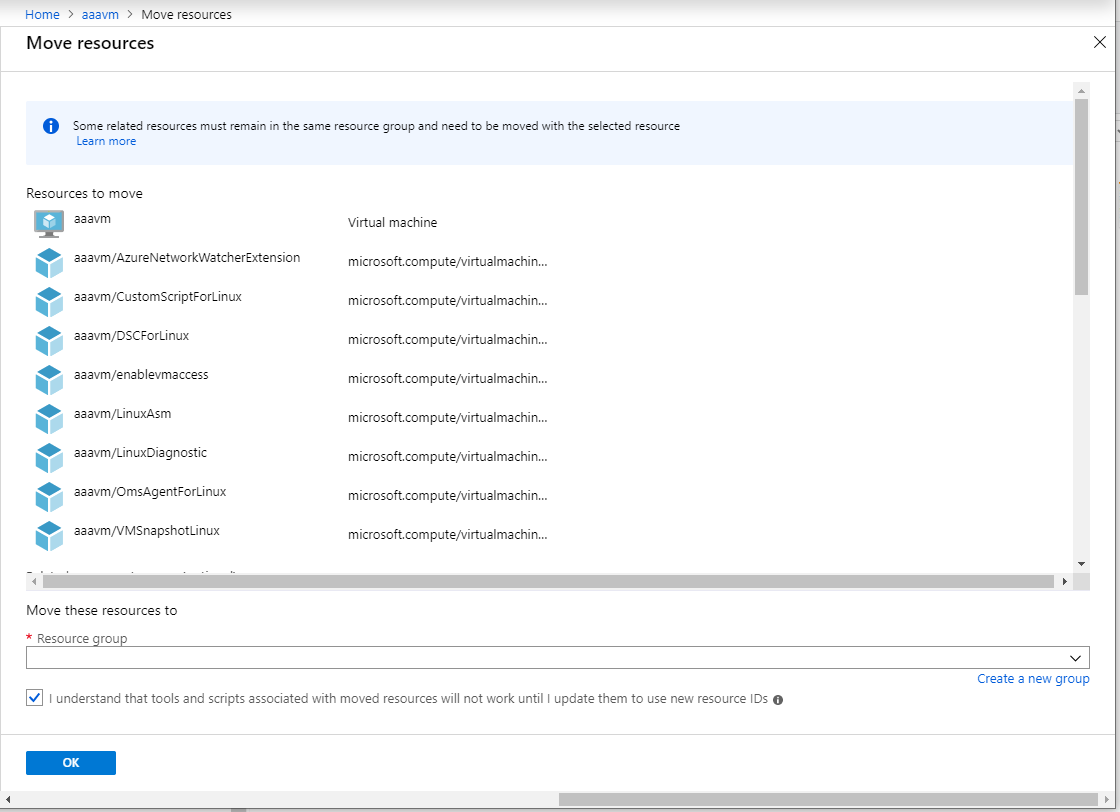 Home > aaavm > Move resources
Move resources
Some related resources must remain in the same resource group and need to be moved with the selected resource
Learn more
Resources to move
aaavm Virtual machine
aaavm/AzureNetworkWatcherExtension microsoft.compute/virtualmachin...
aaavm/CustomScriptForLinux microsoft.compute/virtualmachin...
aaavm/DSCForLinux microsoft.compute/virtualmachin...
aaavm/enablevmaccess microsoft.compute/virtualmachin...
aaavm/LinuxAsm microsoft.compute/virtualmachin...
aaavm/LinuxDiagnostic microsoft.compute/virtualmachin...
aaavm/OmsAgentForLinux microsoft.compute/virtualmachin...
aaavm/VMSnapshotLinux microsoft.compute/virtualmachin...
Move these resources to
* Resource group
Create a new group
I understand that tools and scripts associated with moved resources will not work until I update them to use new resource IDs
OK